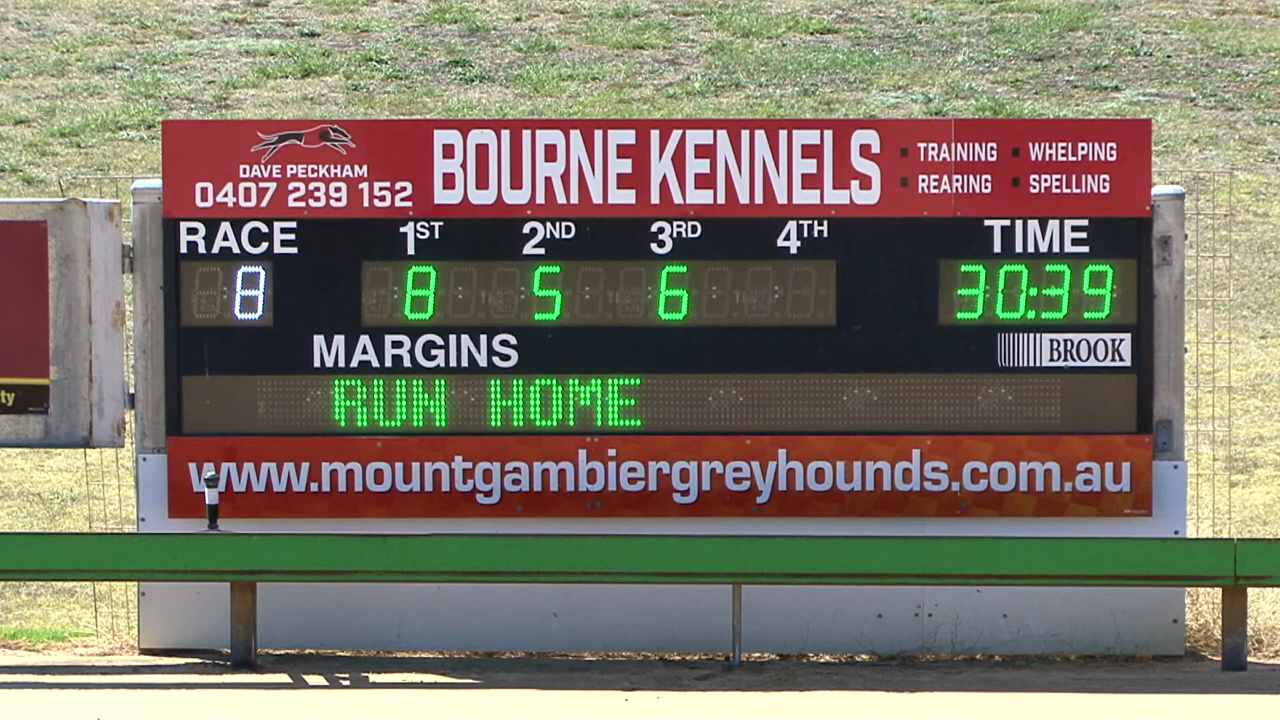 DAVE PECKHAM
0407 239 152
BOURNE KENNELS
TRAINING WHELPING
REARING SPELLING
RACE 1ST 2ND 3RD 4TH TIME
8 8 5 6 30:39
MARGINS
BROOK
RUN HOME
ty
www.mountgambiergreyhounds.com.au